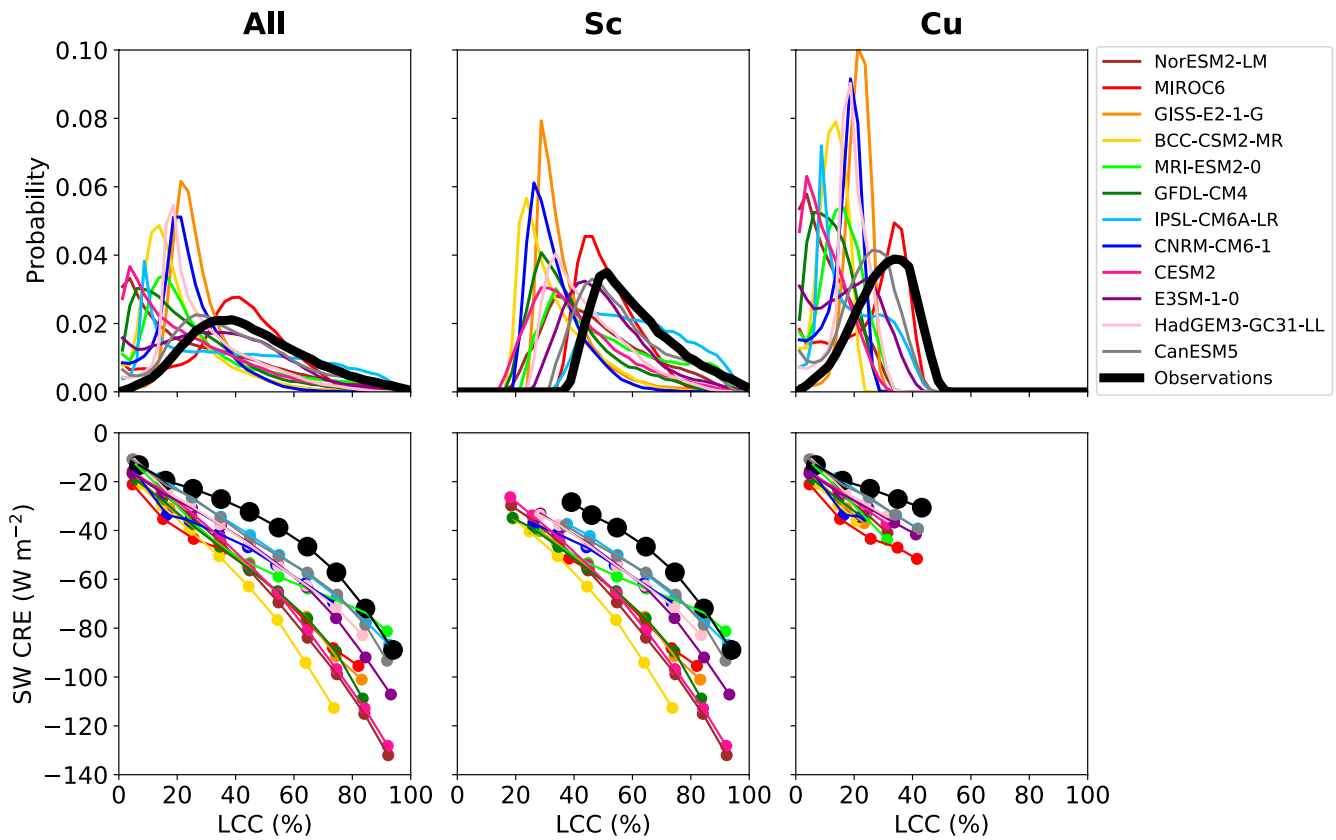 All Sc Cu
0.10
0.08
0.06
0.04
0.02
0.00
Probability
NorESM2-LM
MIROC6
GISS-E2-1-G
BCC-CSM2-MR
MRI-ESM2-0
GFDL-CM4
IPSL-CM6A-LR
CNRM-CM6-1
CESM2
E3SM-1-0
HadGEM3-GC31-LL
CanESM5
Observations
0
−20
−40
−60
−80
−100
−120
−140
SW CRE (W m⁻²)
0 20 40 60 80 100 0 20 40 60 80 100 0 20 40 60 80 100
LCC (%) LCC (%) LCC (%)